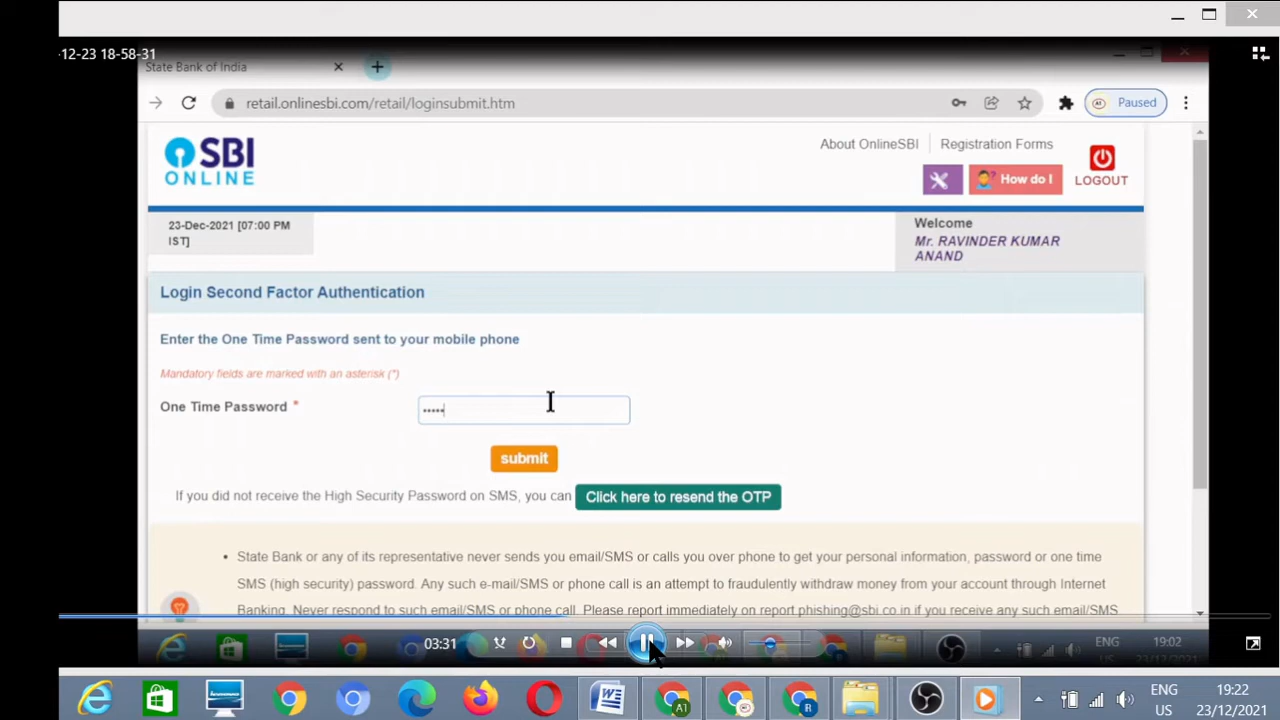 -12-23 18-58-31
State Bank of India
retail.onlinesbi.com/retail/loginsubmit.htm
Paused
SBI
ONLINE
About OnlineSBI
Registration Forms
How do I
LOGOUT
23-Dec-2021 [07:00 PM
IST]
Welcome
Mr. RAVINDER KUMAR
ANAND
Login Second Factor Authentication
Enter the One Time Password sent to your mobile phone
Mandatory fields are marked with an asterisk (*)
One Time Password *
•••••
submit
If you did not receive the High Security Password on SMS, you can
Click here to resend the OTP
• State Bank or any of its representative never sends you email/SMS or calls you over phone to get your personal information, password or one time
SMS (high security) password. Any such e-mail/SMS or phone call is an attempt to fraudulently withdraw money from your account through Internet
Banking. Never respond to such email/SMS or phone call. Please report immediately on report phishing@sbi.co.in if you receive any such email/SMS
03:31
ENG
19:02
US
23/12/2021
ENG
19:22
US
23/12/2021